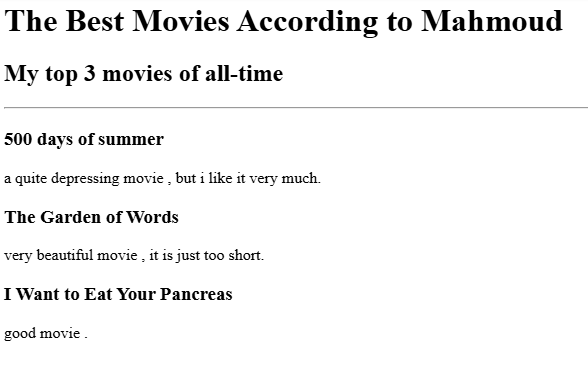 The Best Movies According to Mahmoud
My top 3 movies of all-time
500 days of summer
a quite depressing movie , but i like it very much.
The Garden of Words
very beautiful movie , it is just too short.
I Want to Eat Your Pancreas
good movie .